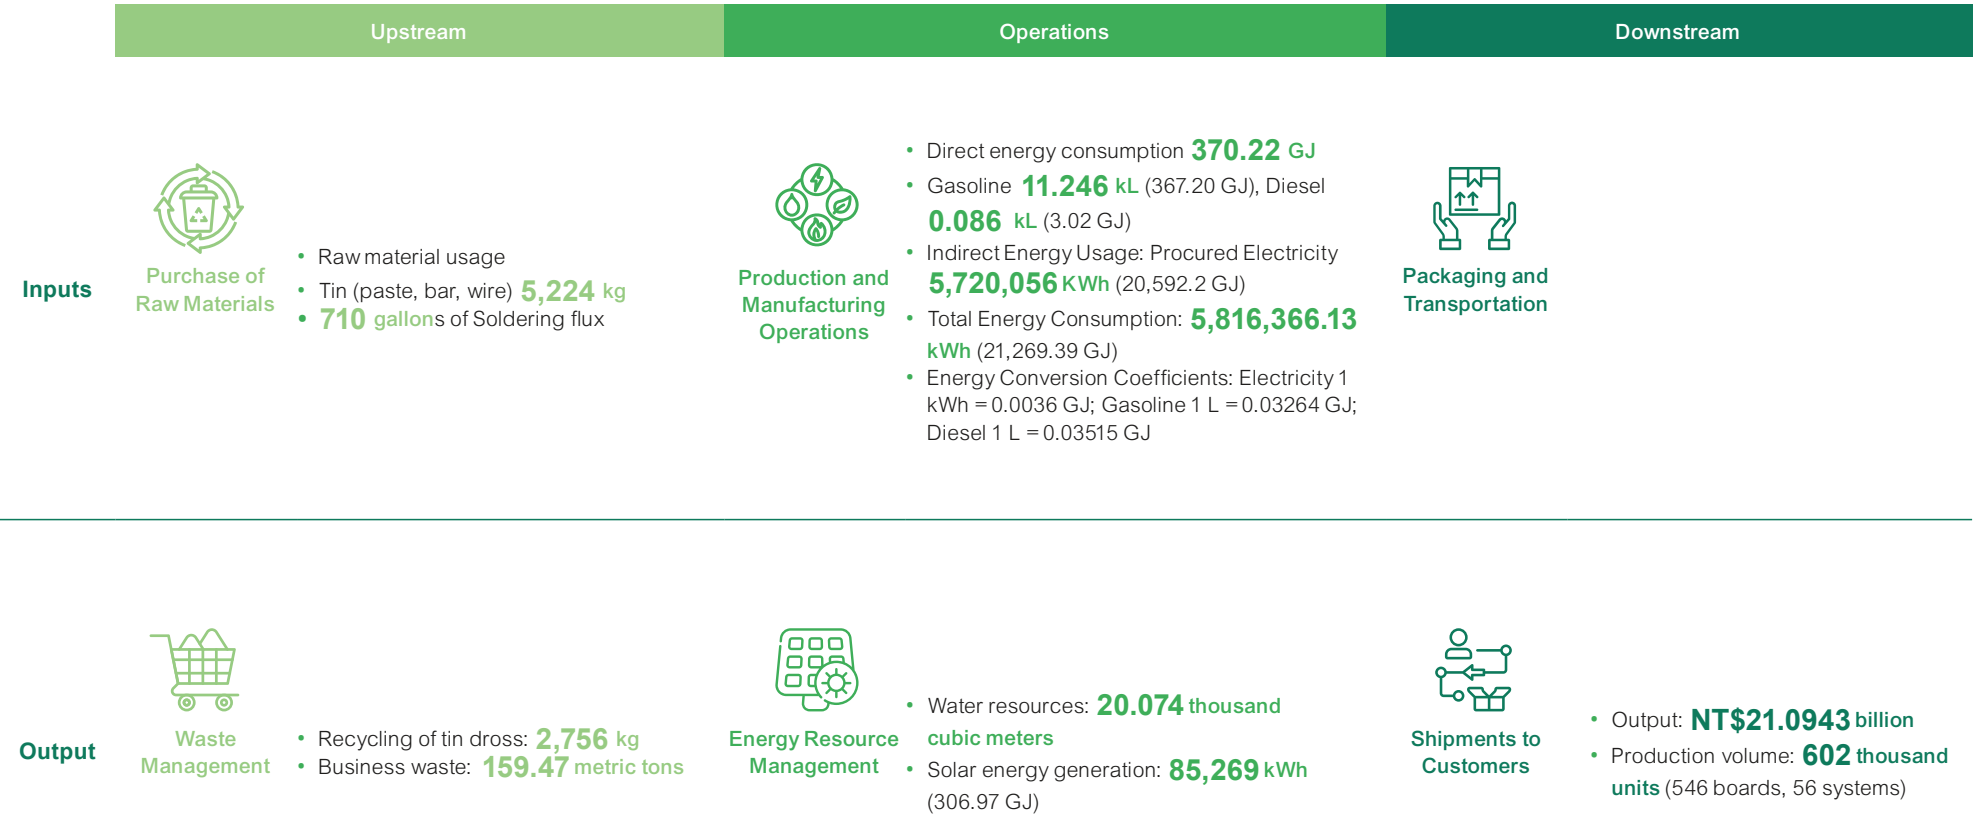 Upstream
Operations
Downstream
Inputs
Purchase of
Raw Materials
• Raw material usage
• Tin (paste, bar, wire) 5,224 kg
• 710 gallons of Soldering flux
Production and
Manufacturing
Operations
• Direct energy consumption 370.22 GJ
• Gasoline 11.246 kL (367.20 GJ), Diesel
0.086 kL (3.02 GJ)
• Indirect Energy Usage: Procured Electricity
5,720,056 KWh (20,592.2 GJ)
• Total Energy Consumption: 5,816,366.13
kWh (21,269.39 GJ)
• Energy Conversion Coefficients: Electricity 1
kWh = 0.0036 GJ; Gasoline 1 L = 0.03264 GJ;
Diesel 1 L = 0.03515 GJ
Packaging and
Transportation
Output
Waste
Management
• Recycling of tin dross: 2,756 kg
• Business waste: 159.47 metric tons
Energy Resource
Management
• Water resources: 20.074 thousand
cubic meters
• Solar energy generation: 85,269 kWh
(306.97 GJ)
Shipments to
Customers
• Output: NT$21.0943 billion
• Production volume: 602 thousand
units (546 boards, 56 systems)